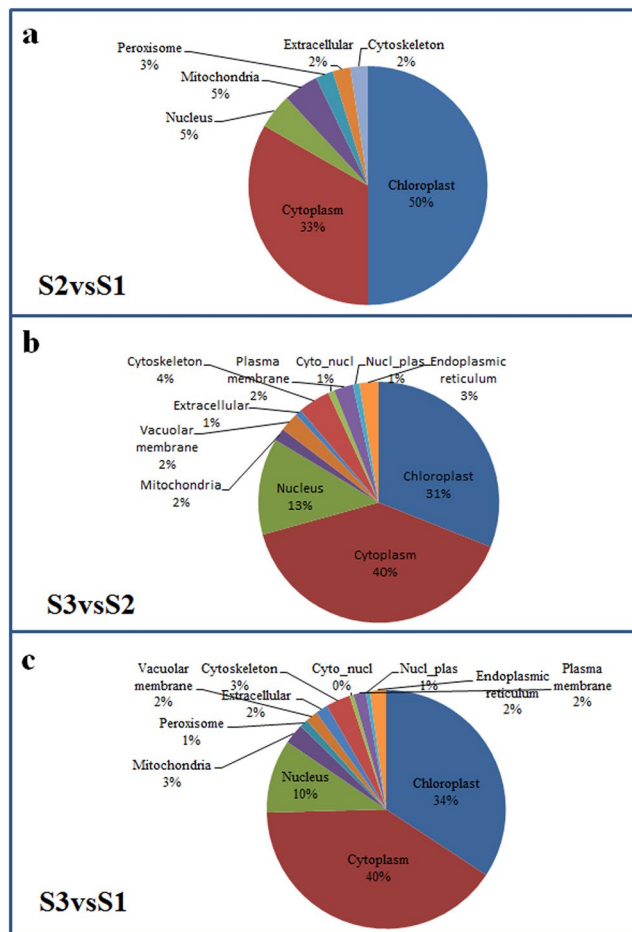 a
Peroxisome
3%
Extracellular
2%
Cytoskeleton
2%
Mitochondria
5%
Nucleus
5%
Chloroplast
50%
Cytoplasm
33%
S2vsS1
b
Cytoskeleton
4%
Plasma
membrane
2%
Cyto_nucl
1%
Nucl_plas
1%
Endoplasmic
reticulum
3%
Extracellular
1%
Vacuolar
membrane
2%
Mitochondria
2%
Nucleus
13%
Chloroplast
31%
Cytoplasm
40%
S3vsS2
c
Vacuolar
membrane
2%
Cytoskeleton
3%
Extracellular
2%
Cyto_nucl
0%
Nucl_plas
1%
Endoplasmic
reticulum
2%
Plasma
membrane
2%
Peroxisome
1%
Mitochondria
3%
Nucleus
10%
Chloroplast
34%
Cytoplasm
40%
S3vsS1